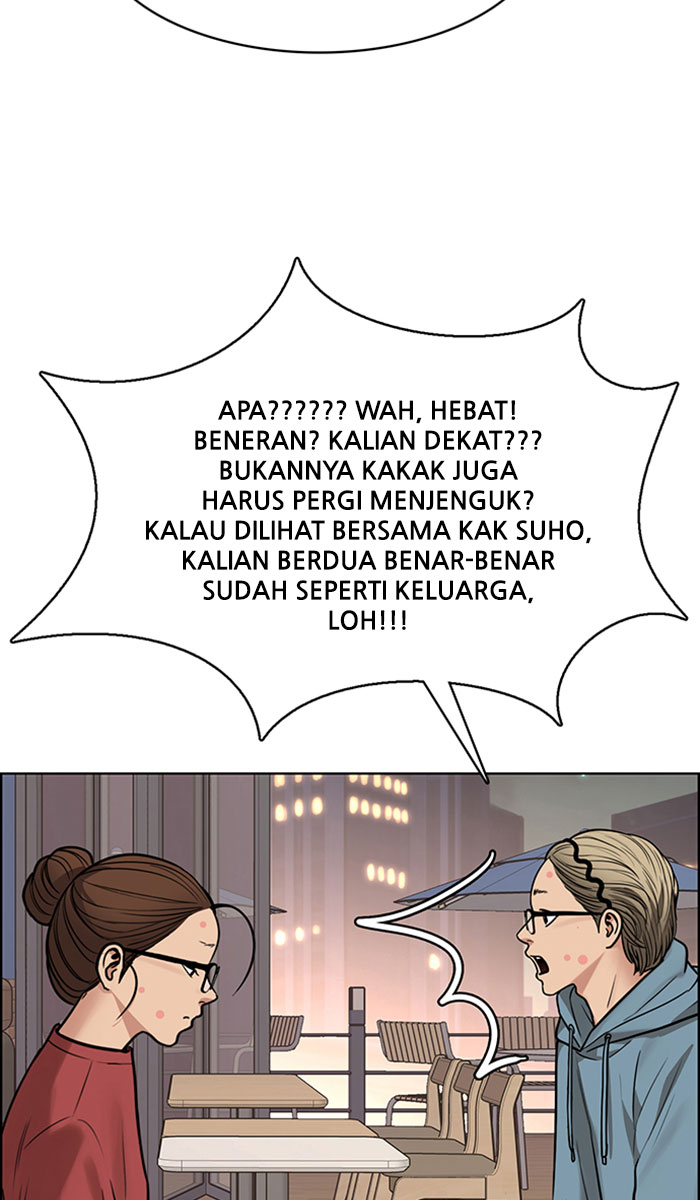 APA?????? WAH, HEBAT!
BENERAN? KALIAN DEKAT???
BUKANNYA KAKAK JUGA
HARUS PERGI MENJENGUK?
KALAU DILIHAT BERSAMA KAK SUHO,
KALIAN BERDUA BENAR-BENAR
SUDAH SEPERTI KELUARGA,
LOH!!!